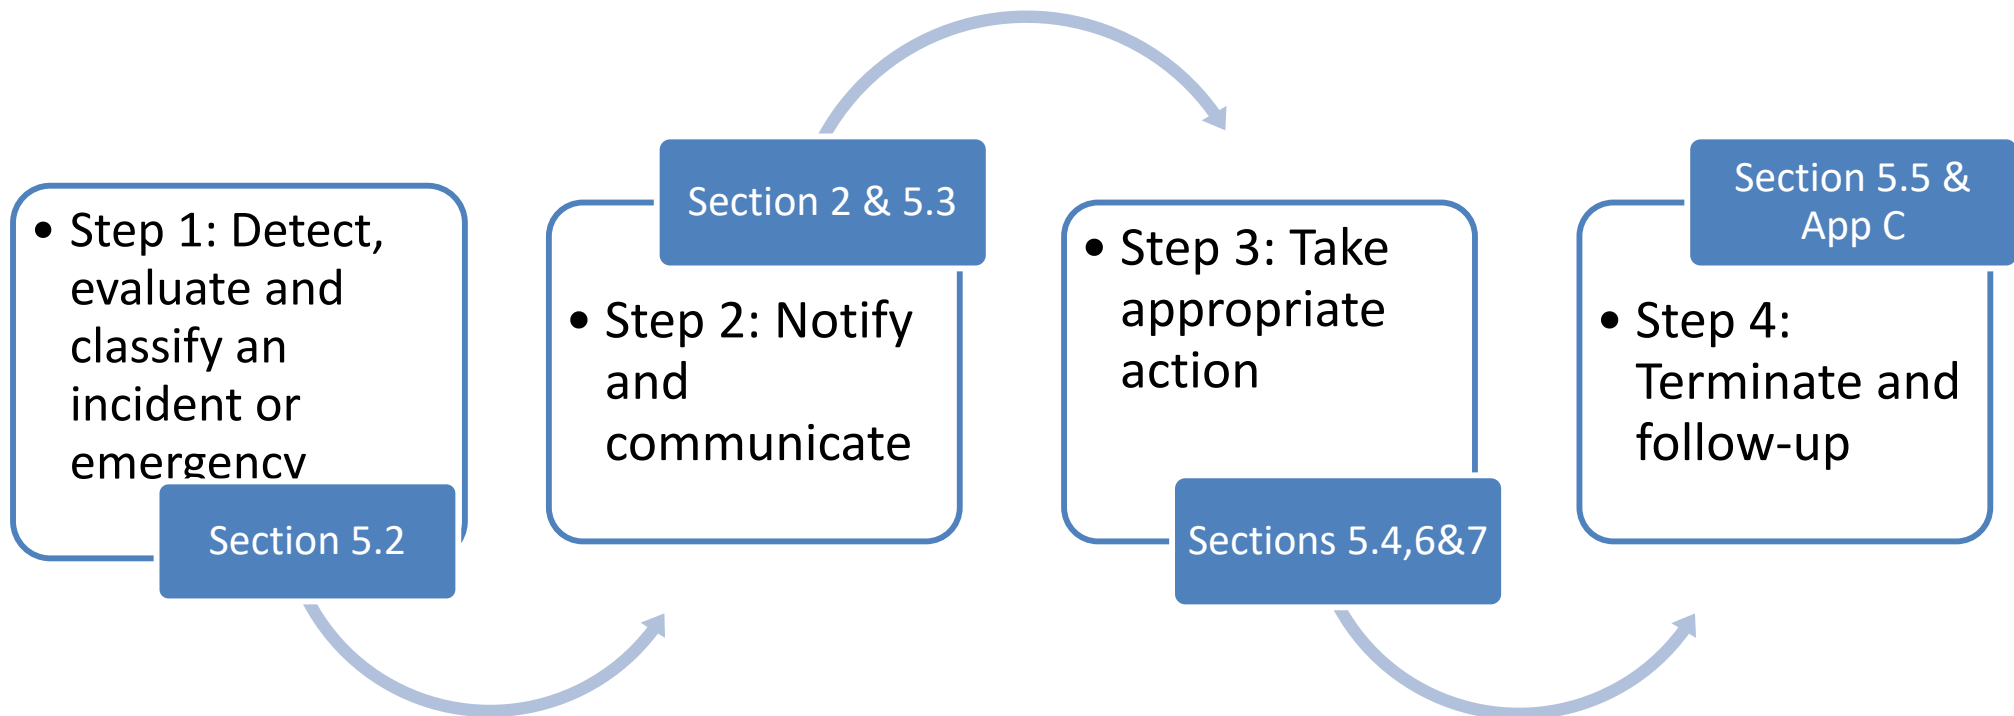 • Step 1: Detect,
evaluate and
classify an
incident or
emergency
Section 5.2
Section 2 & 5.3
• Step 2: Notify
and
communicate
• Step 3: Take
appropriate
action
Sections 5.4,6&7
Section 5.5 &
App C
• Step 4:
Terminate and
follow-up